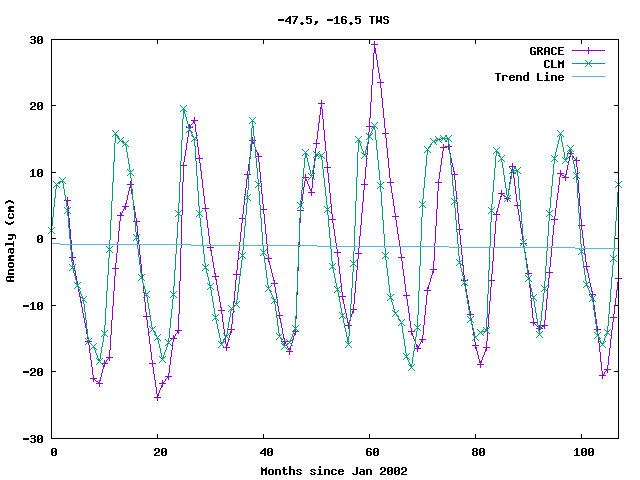 -47.5, -16.5 TWS
GRACE
CLM
Trend Line
30
20
10
0
-10
-20
-30
Anomaly (cm)
0 20 40 60 80 100
Months since Jan 2002